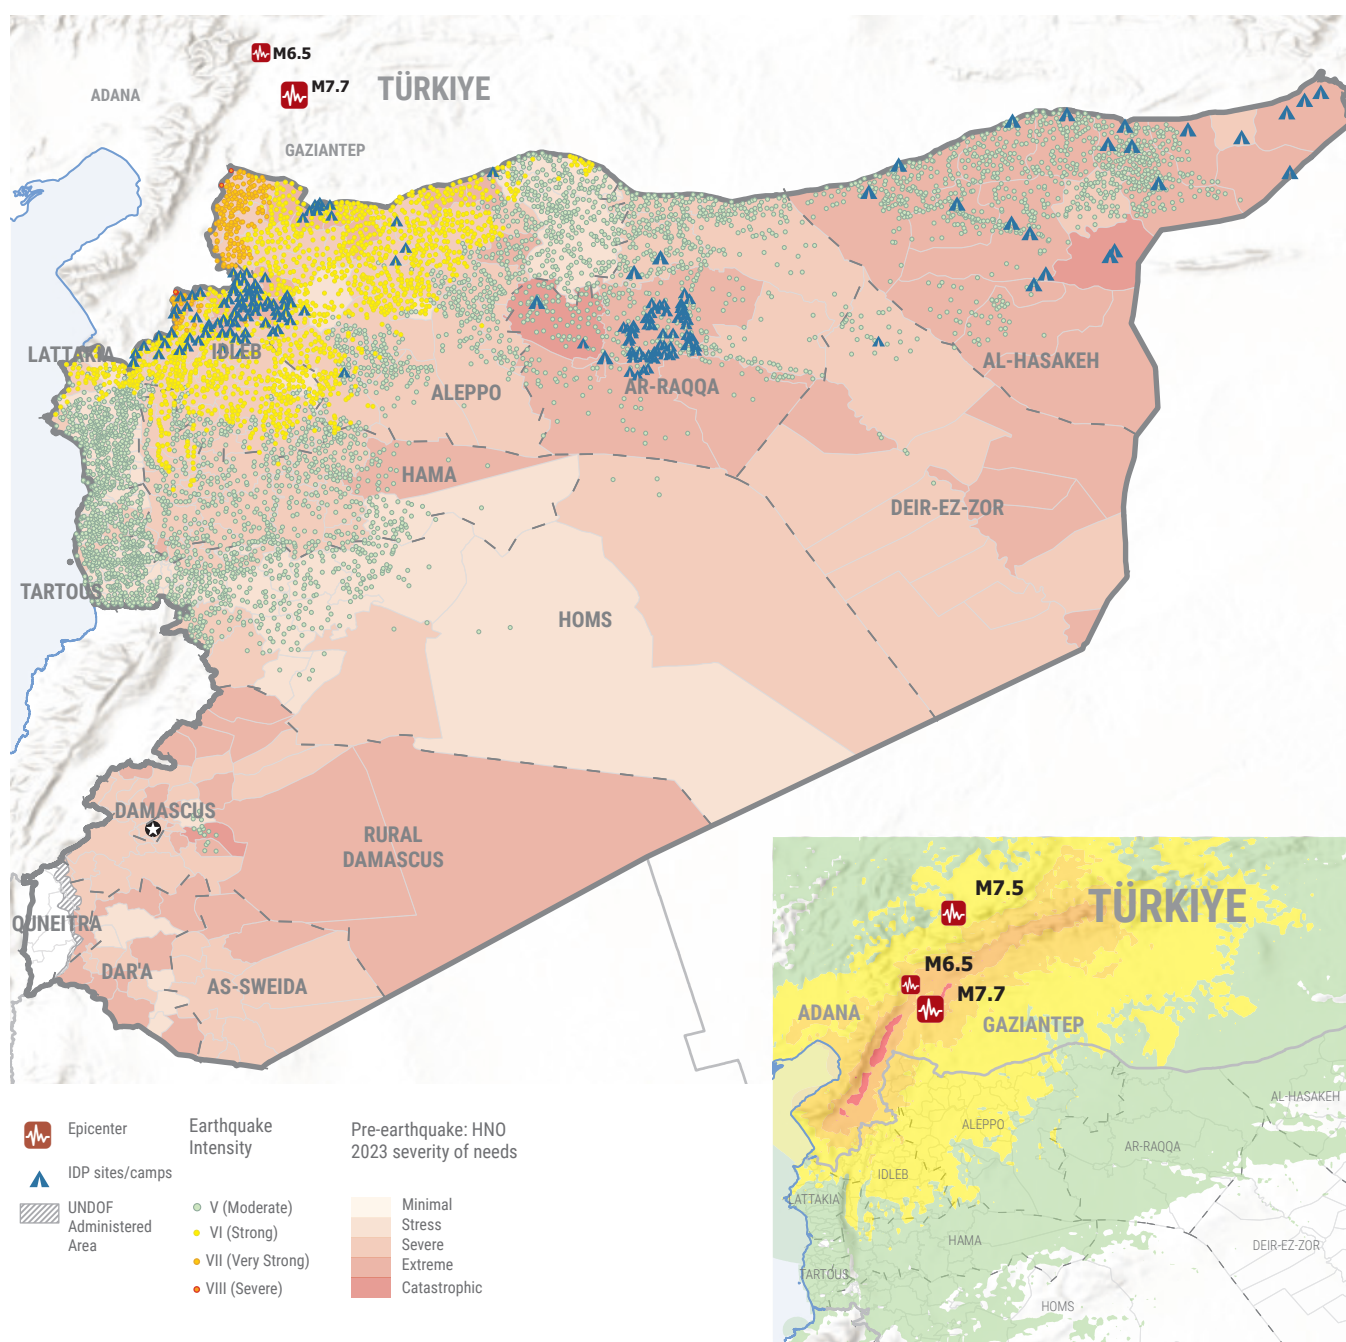 M6.5
M7.7
TÜRKIYE
ADANA
GAZIANTEP
LATTAKIA
IDLEB
ALEPPO
AR-RAQQA
AL-HASAKEH
HAMA
DEIR-EZ-ZOR
TARTOUS
HOMS
DAMASCUS
RURAL
DAMASCUS
QUNEITRA
DAR'A
AS-SWEIDA
M7.5
TÜRKIYE
M6.5
M7.7
ADANA
GAZIANTEP
AL-HASAKEH
ALEPPO
AR-RAQQA
IDLEB
LATTAKIA
HAMA
DEIR-EZ-ZOR
TARTOUS
HOMS
Epicenter
IDP sites/camps
UNDOF
Administered
Area
Earthquake
Intensity
V (Moderate)
VI (Strong)
VII (Very Strong)
VIII (Severe)
Pre-earthquake: HNO
2023 severity of needs
Minimal
Stress
Severe
Extreme
Catastrophic